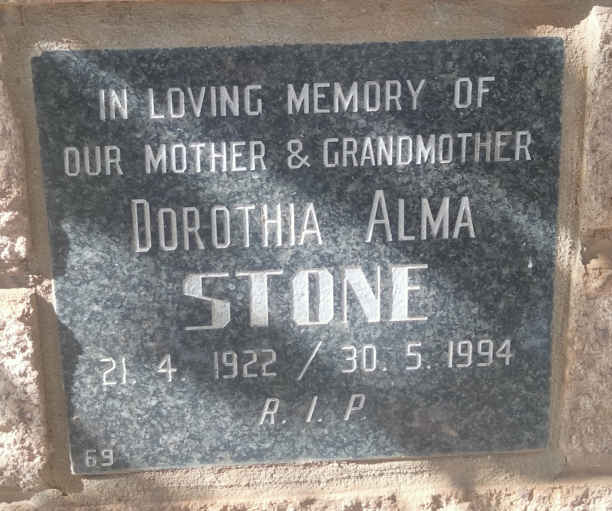 IN LOVING MEMORY OF
OUR MOTHER & GRANDMOTHER
DOROTHIA ALMA
STONE
21. 4. 1922 / 30. 5. 1994
R. I. P
69